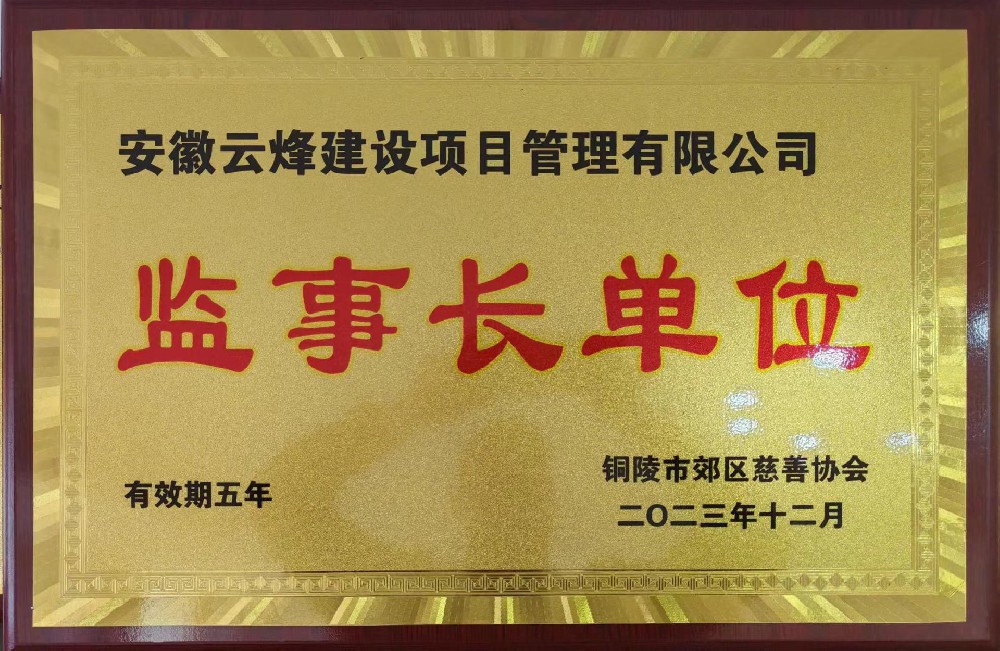 安徽云烽建设项目管理有限公司
监事长单位
有效期五年
铜陵市郊区慈善协会
二〇二三年十二月